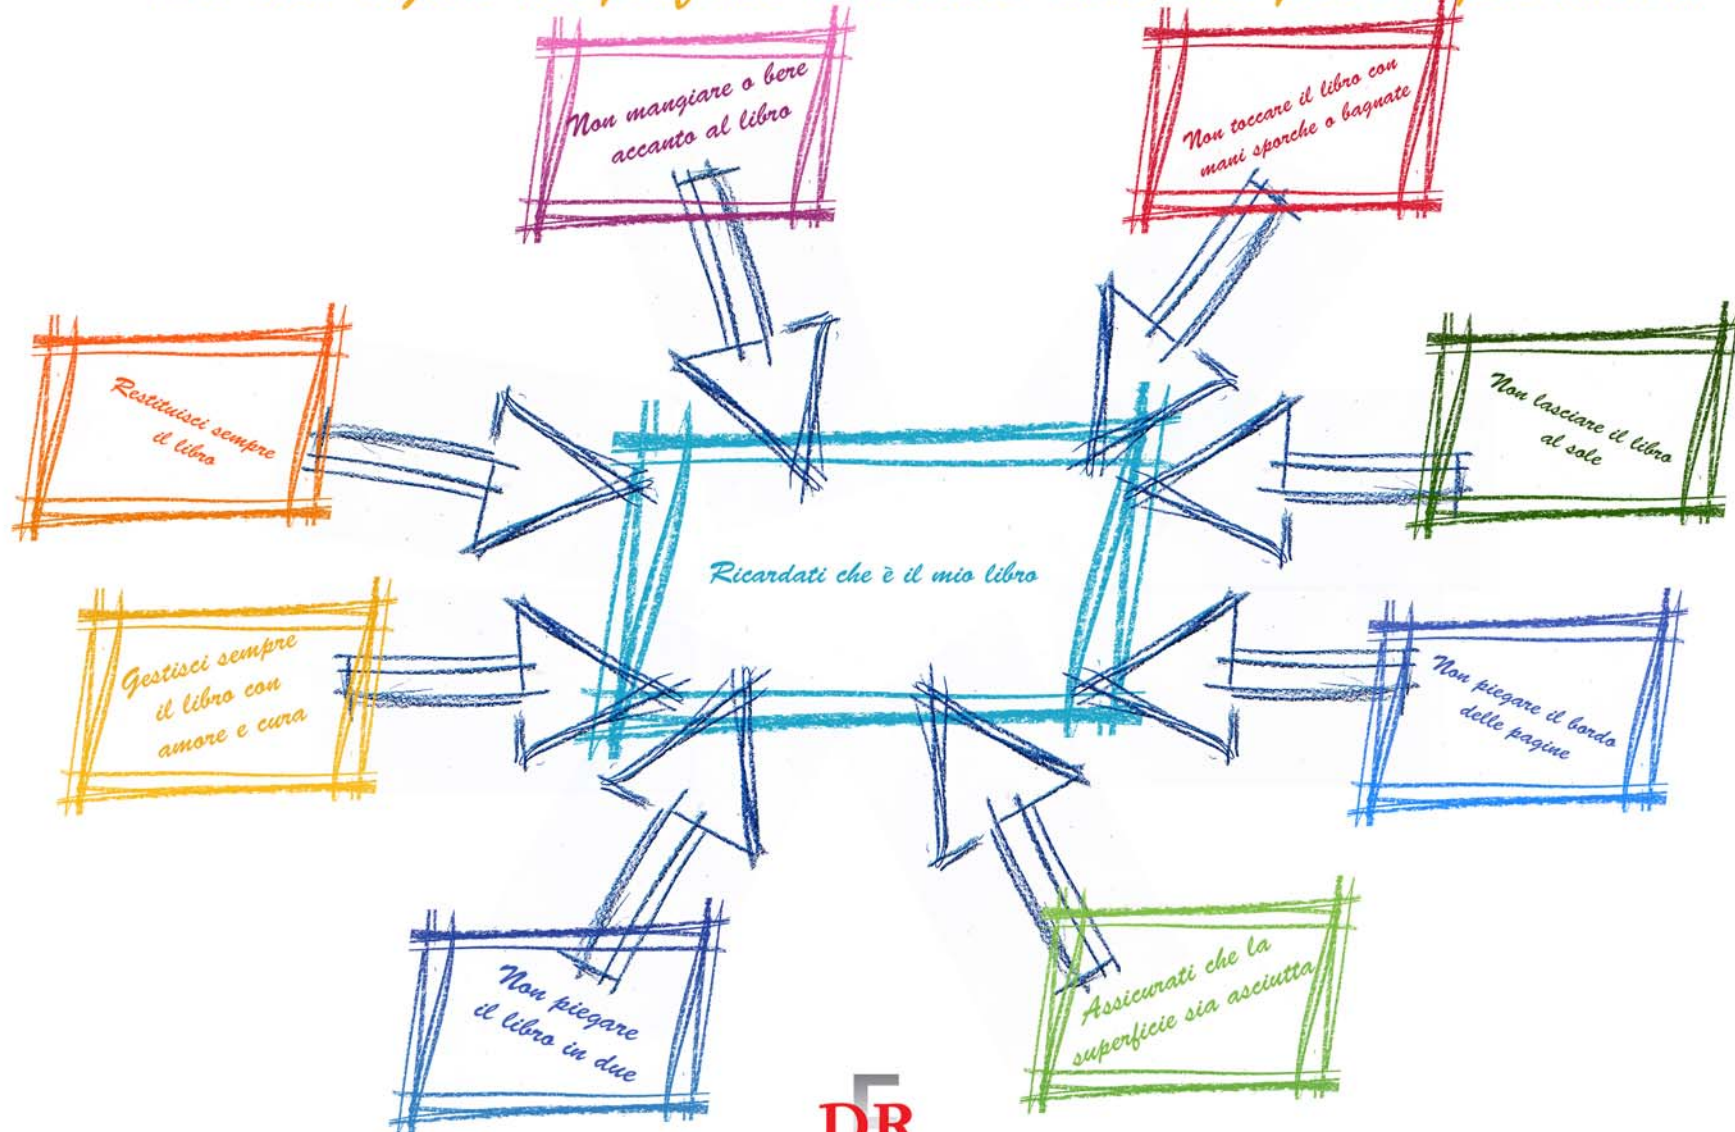 Non mangiare o bere
accanto al libro
Non toccare il libro con
mani sporche o bagnate
Restituisci sempre
il libro
Non lasciare il libro
al sole
Ricardati che è il mio libro
Gestisci sempre
il libro con
amore e cura
Non piegare il bordo
delle pagine
Non piegare
il libro in due
Assicurati che la
superficie sia asciutta
DR